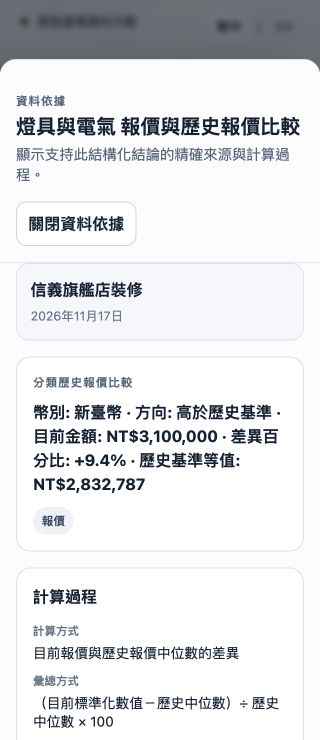 資料依據
燈具與電氣 報價與歷史報價比較
顯示支持此結構化結論的精確來源與計算過
程。
關閉資料依據
信義旗艦店裝修
2026年11月17日
分類歷史報價比較
幣別: 新臺幣 · 方向: 高於歷史基準 ·
目前金額: NT$3,100,000 · 差異百
分比: +9.4% · 歷史基準等值:
NT$2,832,787
報價
計算過程
計算方式
目前報價與歷史報價中位數的差異
彙總方式
（目前標準化數值－歷史中位數）÷ 歷史
中位數 × 100